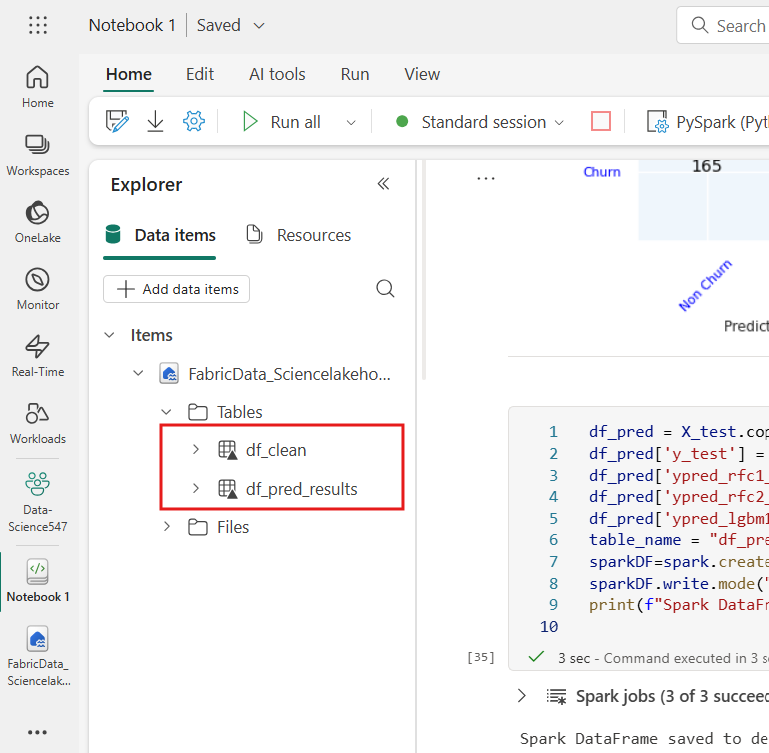 Notebook 1
Saved
Search
Home
Edit
AI tools
Run
View
Run all
Standard session
PySpark (Pyt
Home
Workspaces
OneLake
Monitor
Real-Time
Workloads
Data-
Science547
Notebook 1
FabricData_
Sciencelak...
Explorer
Data items
Resources
Add data items
Items
FabricData_Sciencelakeho...
Tables
df_clean
df_pred_results
Files
Churn
165
Non Churn
Predict
1 df_pred = X_test.cop
2 df_pred['y_test'] =
3 df_pred['ypred_rfc1_
4 df_pred['ypred_rfc2_
5 df_pred['ypred_lgbm1
6 table_name = "df_pre
7 sparkDF=spark.create
8 sparkDF.write.mode("
9 print(f"Spark DataFr
10
[35]
3 sec - Command executed in 3 s
Spark jobs (3 of 3 succeed
Spark DataFrame saved to de